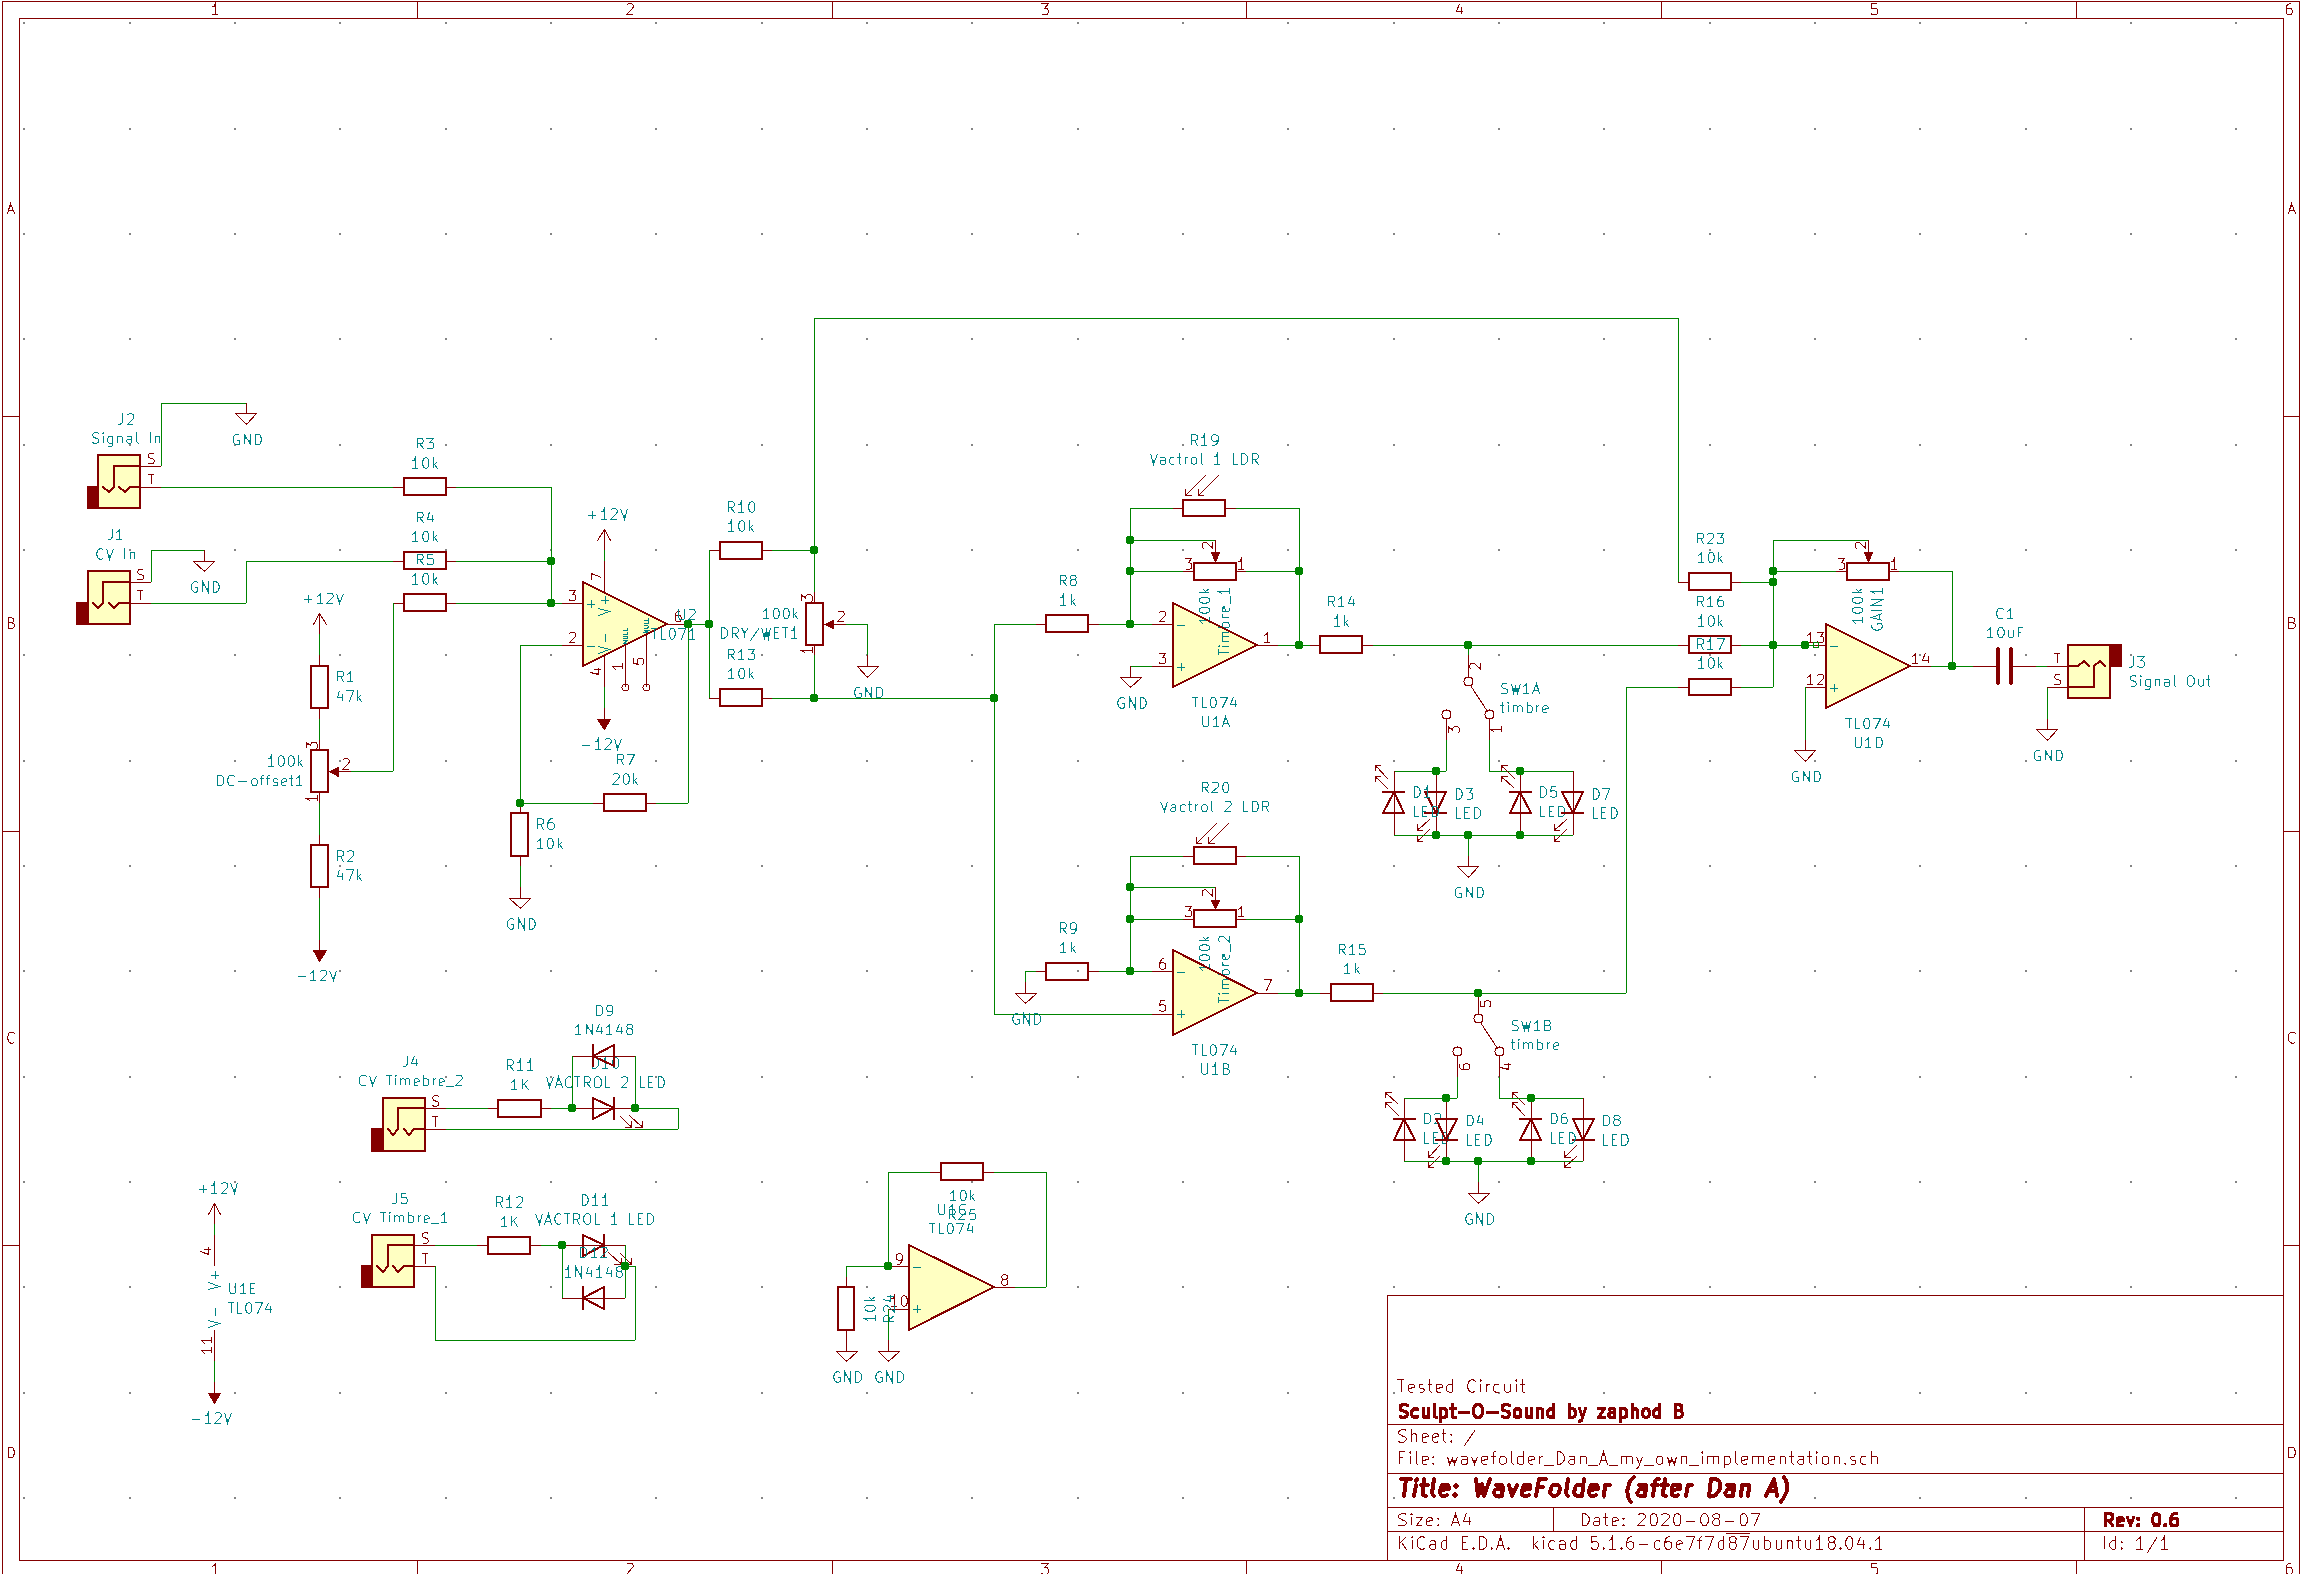 1 2 3 4 5 6
A A
J2
Signal In
S
T
GND
R3
10k
J1
CV In
S
T
GND
R4
10k
R5
10k
+12V
R1
47k
3
100k
DC-offset1
2
1
R2
47k
-12V
+12V
7
3
+
V+
6
U2
TL071
2
-
V-
NULL
NULL
4
1
5
-12V
R7
20k
R6
10k
GND
R10
10k
3
100k
DRY/WET1
2
1
R13
10k
GND
R19
Vactrol 1 LDR
2
3
1
100k
Timbre_1
R8
1k
2
-
3
+
1
GND
TL074
U1A
R14
1k
2
SW1A
timbre
3
1
D1
LED
D3
LED
D5
LED
D7
LED
GND
R20
Vactrol 2 LDR
2
3
1
100k
Timbre_2
R9
1k
GND
6
-
5
+
7
TL074
U1B
R15
1k
5
SW1B
timbre
6
4
D2
LED
D4
LED
D6
LED
D8
LED
GND
R23
10k
R16
10k
R17
10k
2
3
1
100k
GAIN1
13
-
12
+
14
GND
TL074
U1D
C1
10uF
T
S
J3
Signal Out
GND
B B
C C
D9
1N4148
J4
CV Timebre_2
S
T
R11
1K
D10
VACTROL 2 LED
J5
CV Timbre_1
S
T
R12
1K
D11
VACTROL 1 LED
D12
1N4148
+12V
4
V+
U1E
TL074
V-
11
-12V
10k
R25
U1C
TL074
9
-
10
+
8
10k
R24
GND
GND
D D
Tested Circuit
Sculpt-O-Sound by zaphod B
Sheet: /
File: wavefolder_Dan_A_my_own_implementation.sch
Title: WaveFolder (after Dan A)
Size: A4 Date: 2020-08-07 Rev: 0.6
KiCad E.D.A. kicad 5.1.6-c6e7f7d87ubuntu18.04.1 Id: 1/1
1 2 3 4 5 6